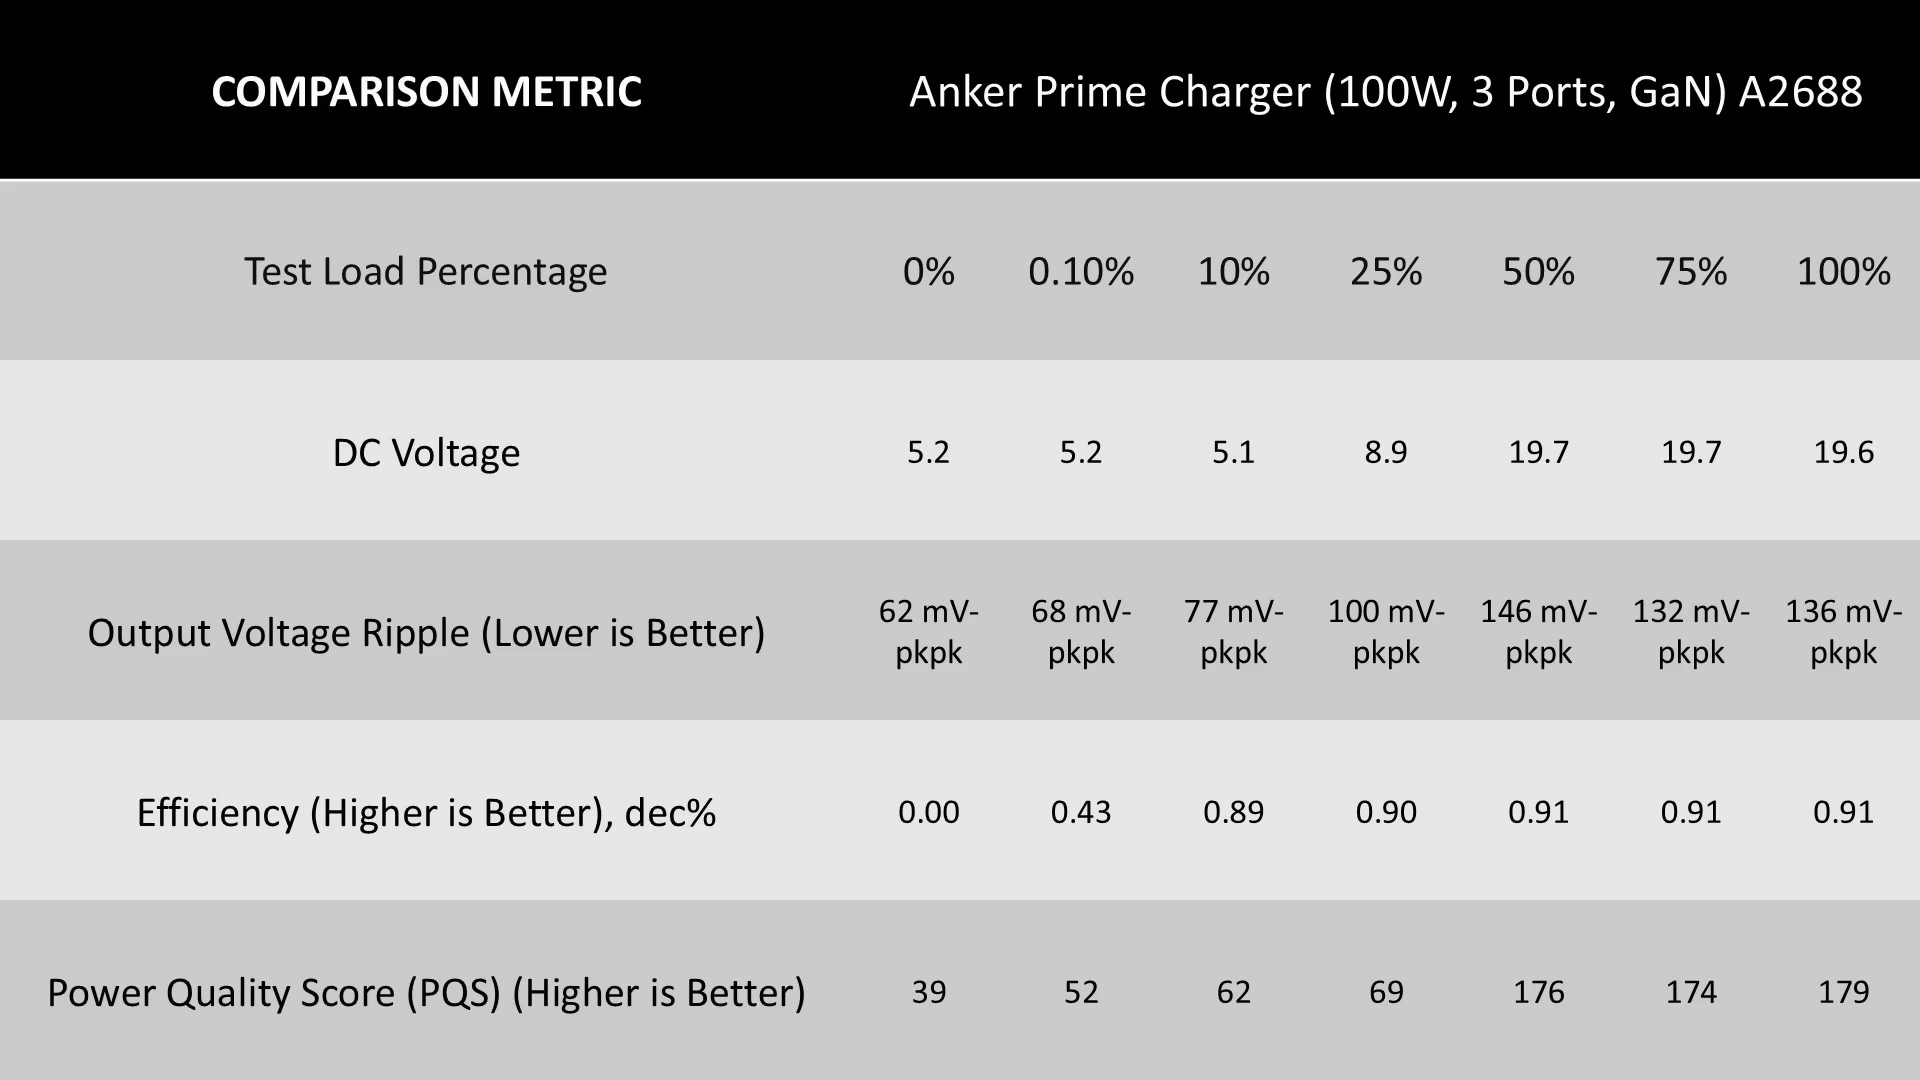 COMPARISON METRIC Anker Prime Charger (100W, 3 Ports, GaN) A2688
Test Load Percentage 0% 0.10% 10% 25% 50% 75% 100%
DC Voltage 5.2 5.2 5.1 8.9 19.7 19.7 19.6
Output Voltage Ripple (Lower is Better) 62 mV-pkpk 68 mV-pkpk 77 mV-pkpk 100 mV-pkpk 146 mV-pkpk 132 mV-pkpk 136 mV-pkpk
Efficiency (Higher is Better), dec% 0.00 0.43 0.89 0.90 0.91 0.91 0.91
Power Quality Score (PQS) (Higher is Better) 39 52 62 69 176 174 179